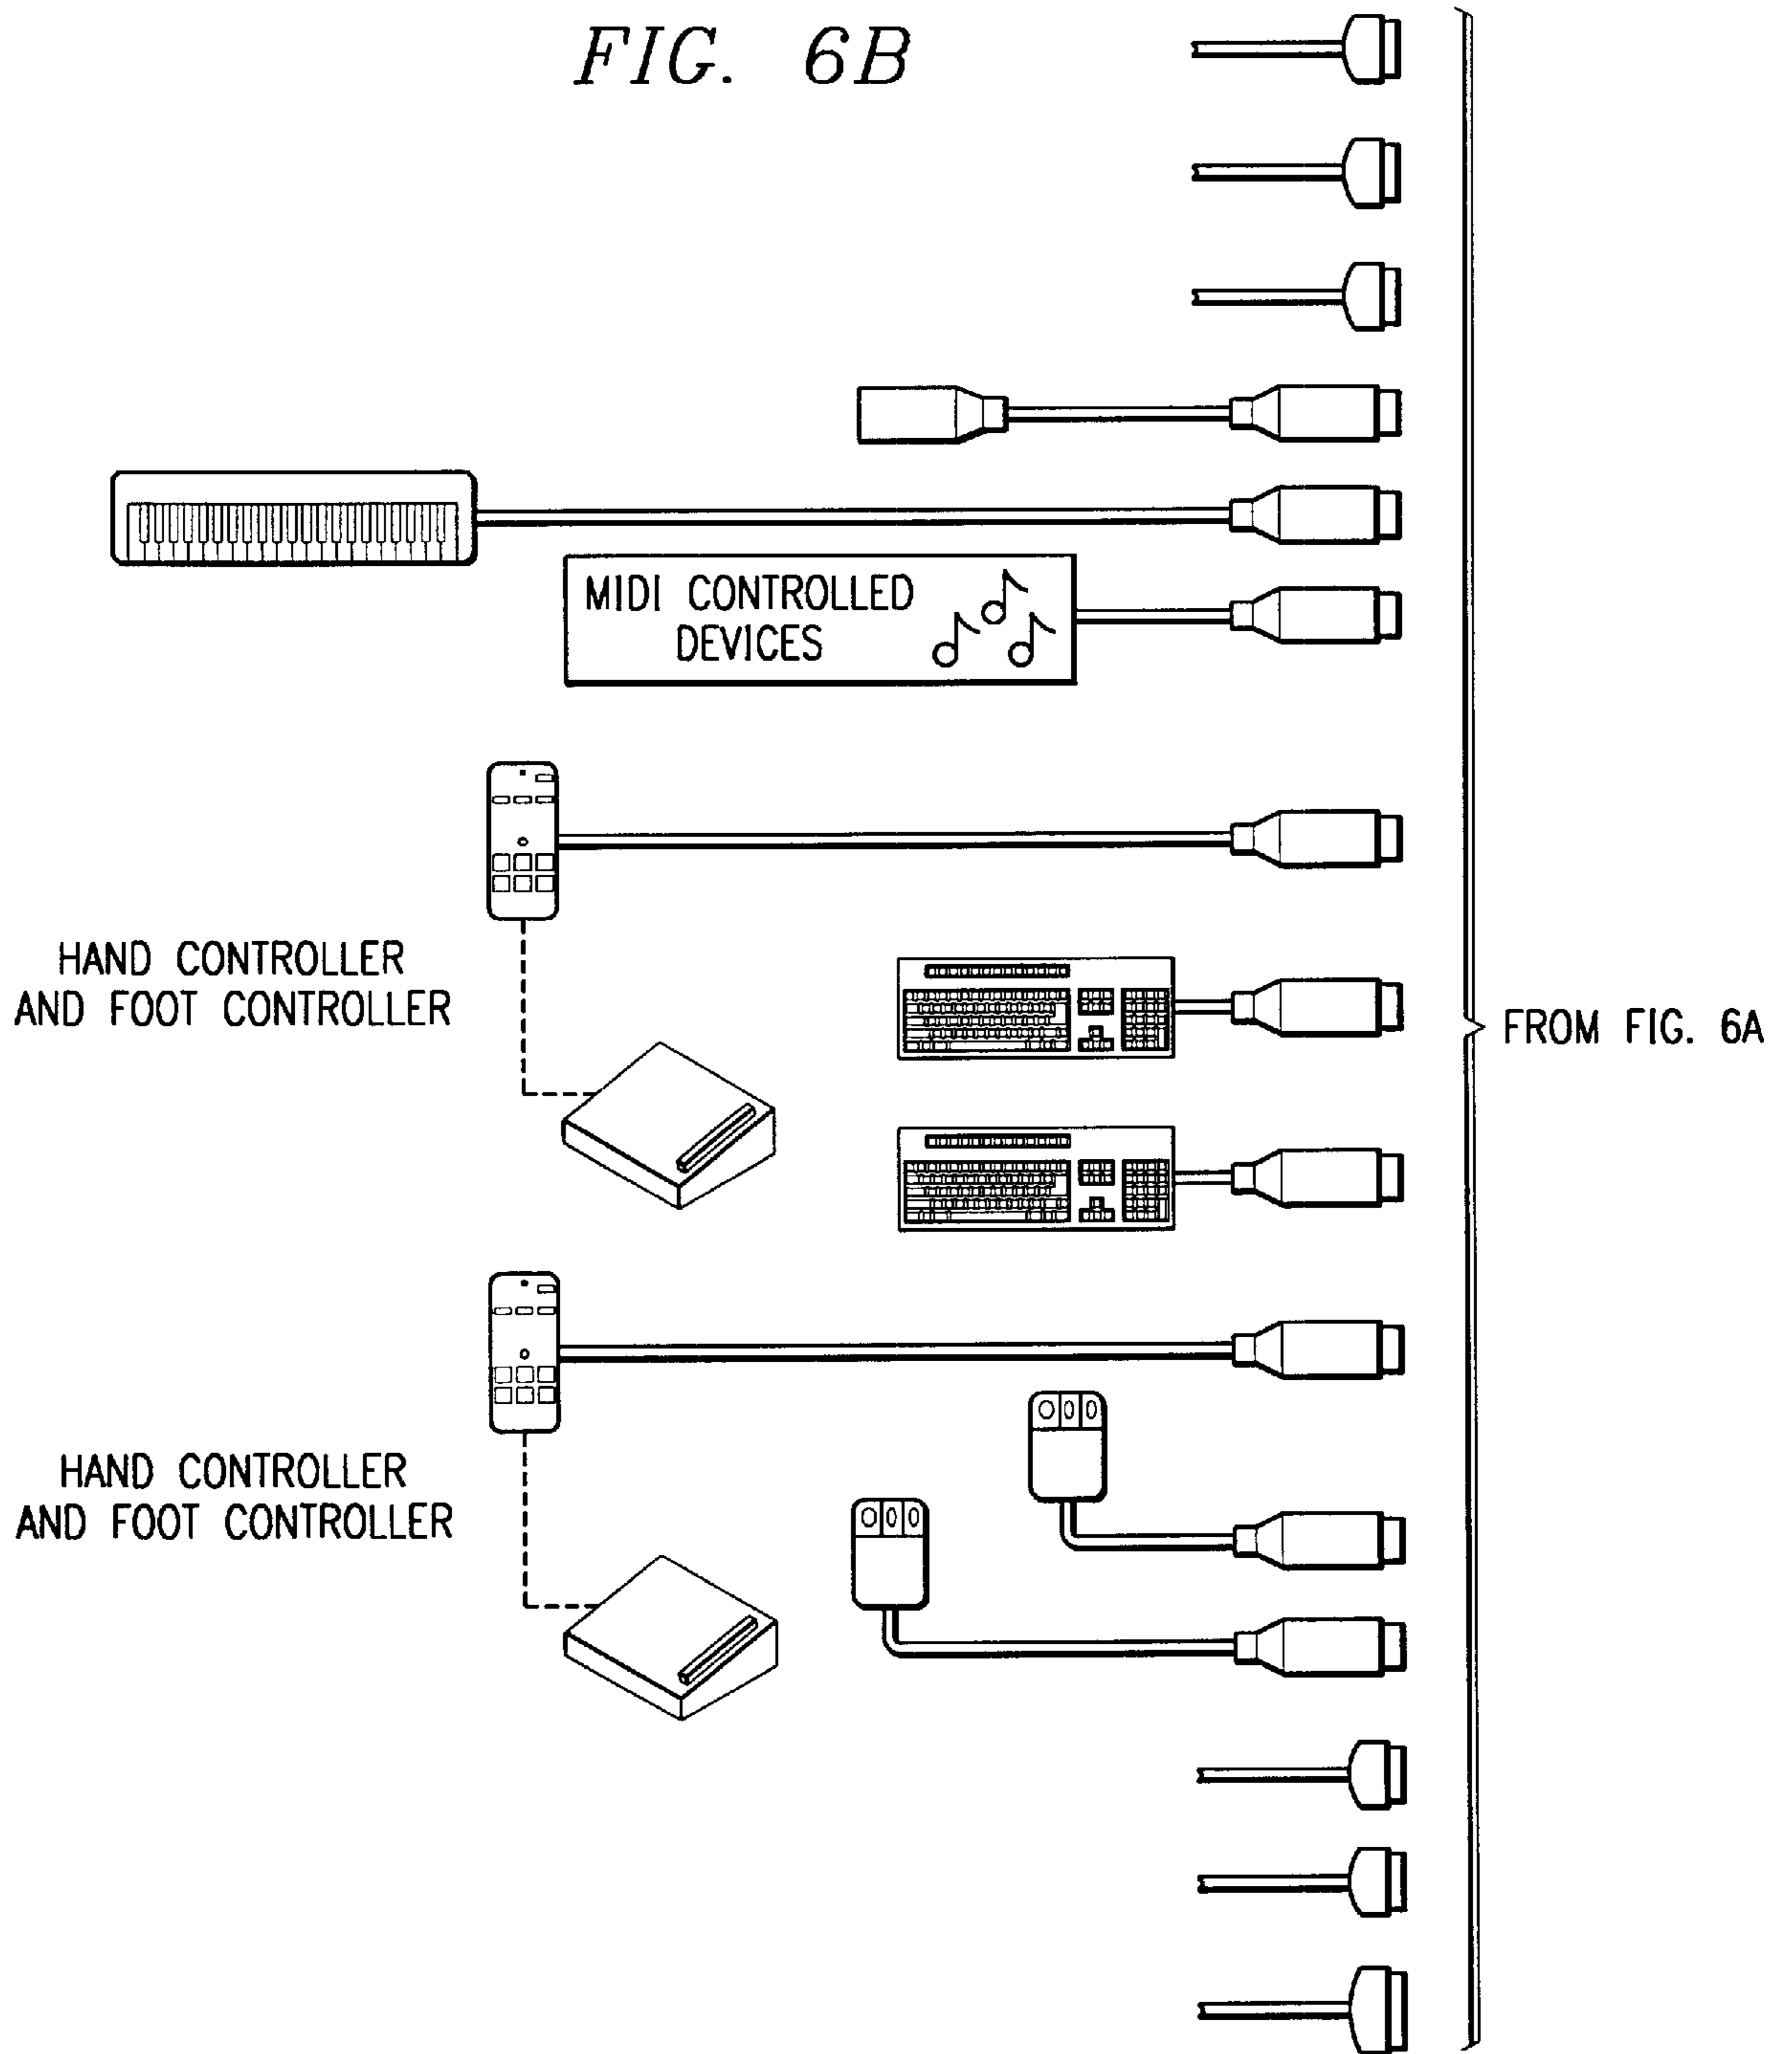 FIG. 6B
MIDI CONTROLLED
DEVICES
HAND CONTROLLER
AND FOOT CONTROLLER
FROM FIG. 6A
HAND CONTROLLER
AND FOOT CONTROLLER